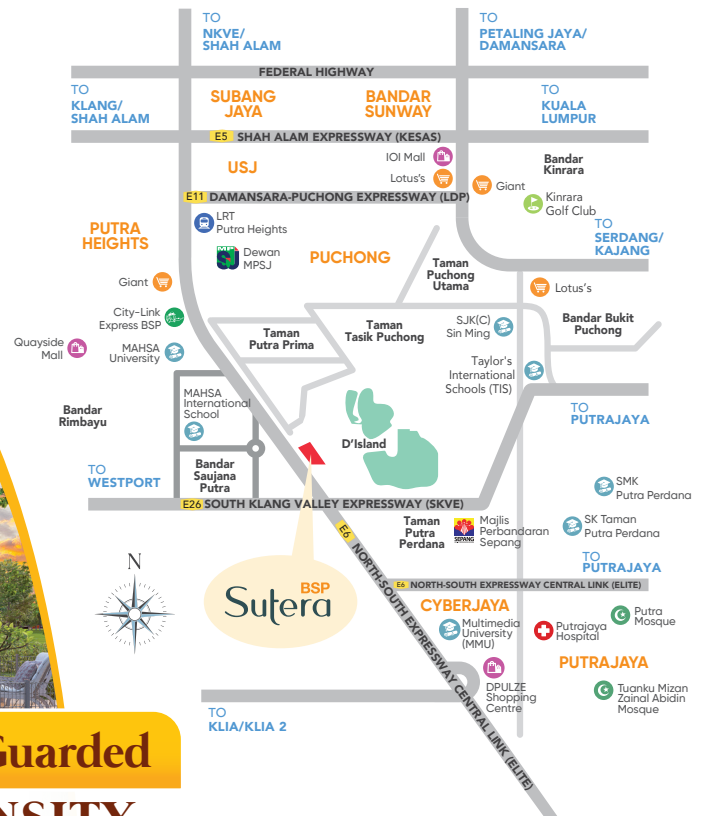 TO
NKVE/
SHAH ALAM
TO
PETALING JAYA/
DAMANSARA
FEDERAL HIGHWAY
TO
KLANG/
SHAH ALAM
SUBANG
JAYA
BANDAR
SUNWAY
TO
KUALA
LUMPUR
E5 SHAH ALAM EXPRESSWAY (KESAS)
USJ
IOI Mall
Lotus's
Bandar
Kinrara
Giant
E11 DAMANSARA-PUCHONG EXPRESSWAY (LDP)
Kinrara
Golf Club
LRT
Putra Heights
PUTRA
HEIGHTS
MPSJ
Dewan
MPSJ
PUCHONG
TO
SERDANG/
KAJANG
Taman
Puchong
Utama
Giant
Lotus's
City-Link
Express BSP
Taman
Putra Prima
Taman
Tasik Puchong
SJK(C)
Sin Ming
Bandar Bukit
Puchong
Quayside
Mall
MAHSA
University
Taylor's
International
Schools (TIS)
MAHSA
International
School
Bandar
Rimbayu
TO
PUTRAJAYA
D'Island
TO
WESTPORT
Bandar
Saujana
Putra
SMK
Putra Perdana
E26 SOUTH KLANG VALLEY EXPRESSWAY (SKVE)
Taman
Putra
Perdana
SEPANG
Majlis
Perbandaran
Sepang
SK Taman
Putra Perdana
E6 NORTH-SOUTH EXPRESSWAY CENTRAL LINK (ELITE)
N
TO
PUTRAJAYA
E6 NORTH-SOUTH EXPRESSWAY CENTRAL LINK (ELITE)
BSP
Sutera
CYBERJAYA
Multimedia
University
(MMU)
Putrajaya
Hospital
Putra
Mosque
PUTRAJAYA
DPULZE
Shopping
Centre
Tuanku Mizan
Zainal Abidin
Mosque
TO
KLIA/KLIA 2
Guarded